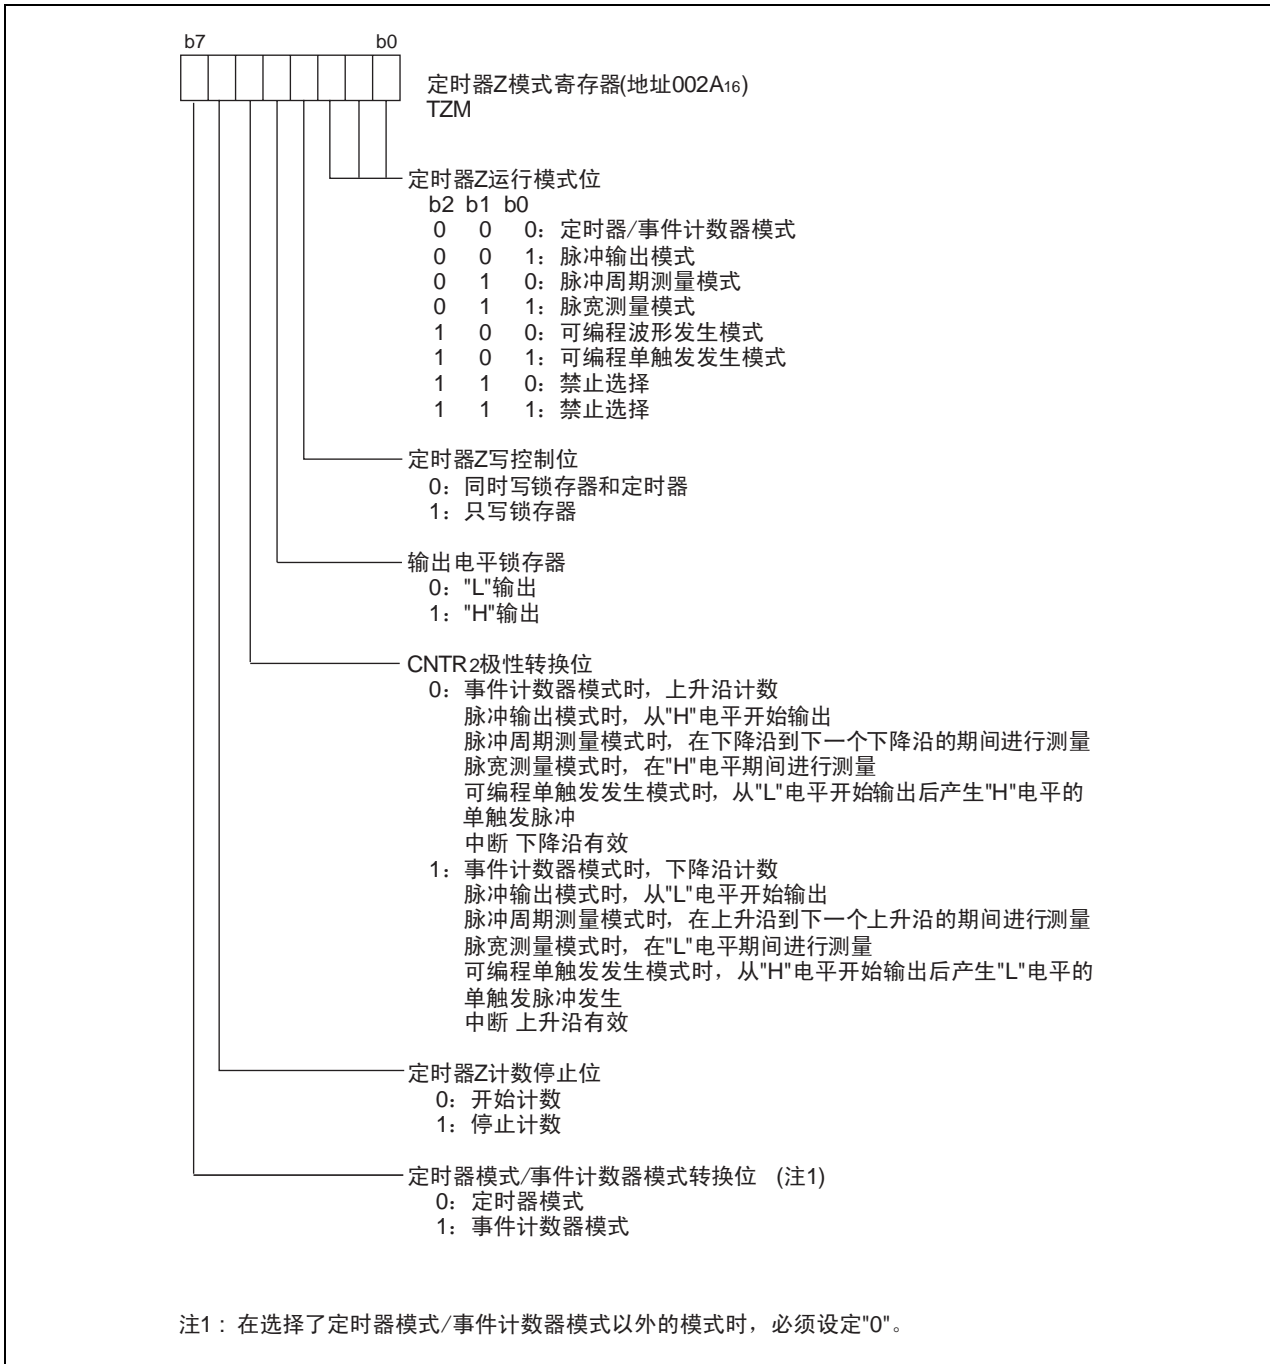 b7 b0
定时器Z模式寄存器(地址002A16)
TZM
定时器Z运行模式位
b2 b1 b0
0 0 0：定时器/事件计数器模式
0 0 1：脉冲输出模式
0 1 0：脉冲周期测量模式
0 1 1：脉宽测量模式
1 0 0：可编程波形发生模式
1 0 1：可编程单触发发生模式
1 1 0：禁止选择
1 1 1：禁止选择
定时器Z写控制位
0：同时写锁存器和定时器
1：只写锁存器
输出电平锁存器
0："L"输出
1："H"输出
CNTR2极性转换位
0：事件计数器模式时，上升沿计数
脉冲输出模式时，从"H"电平开始输出
脉冲周期测量模式时，在下降沿到下一个下降沿的期间进行测量
脉宽测量模式时，在"H"电平期间进行测量
可编程单触发发生模式时，从"L"电平开始输出后产生"H"电平的
单触发脉冲
中断 下降沿有效
1：事件计数器模式时，下降沿计数
脉冲输出模式时，从"L"电平开始输出
脉冲周期测量模式时，在上升沿到下一个上升沿的期间进行测量
脉宽测量模式时，在"L"电平期间进行测量
可编程单触发发生模式时，从"H"电平开始输出后产生"L"电平的
单触发脉冲发生
中断 上升沿有效
定时器Z计数停止位
0：开始计数
1：停止计数
定时器模式/事件计数器模式转换位 (注1)
0：定时器模式
1：事件计数器模式
注1：在选择了定时器模式/事件计数器模式以外的模式时，必须设定"0"。